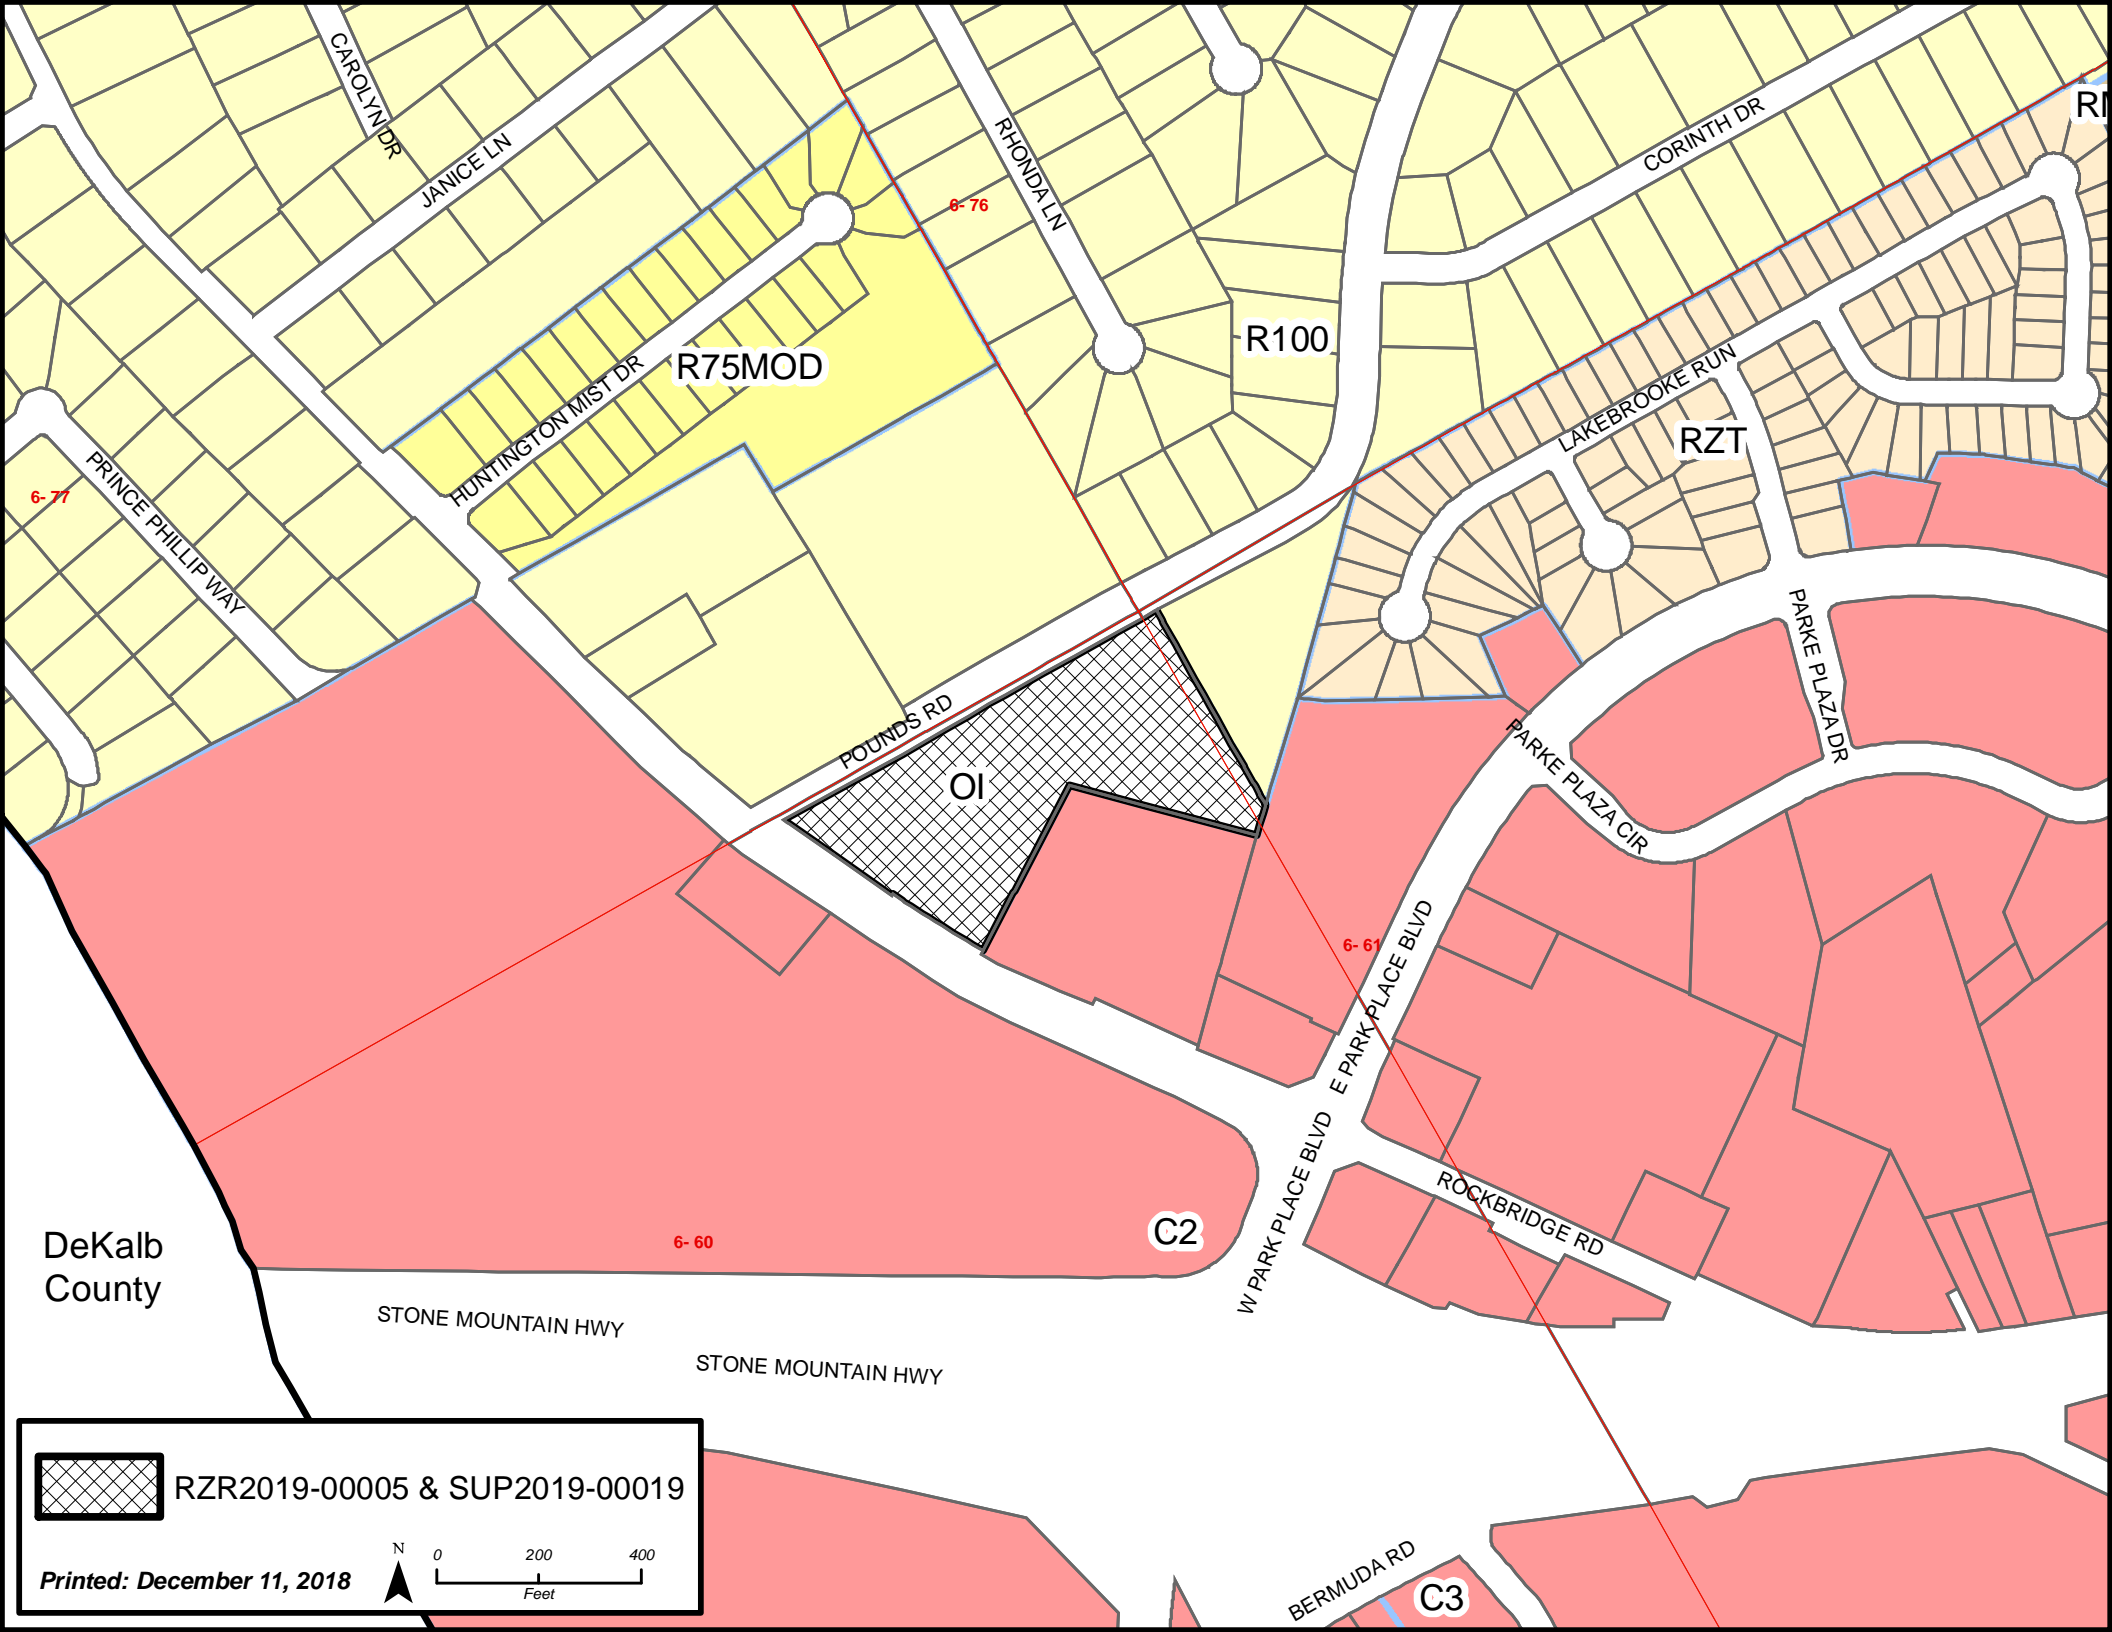 CAROLYN DR
JANICE LN
RHONDA LN
CORINTH DR
6- 76
R100
R75MOD
HUNTINGTON MIST DR
LAKEBROOKE RUN
RZT
PRINCE PHILLIP WAY
6- 77
POUNDS RD
OI
PARKE PLAZA DR
PARKE PLAZA CIR
6- 61
E PARK PLACE BLVD
W PARK PLACE BLVD
ROCKBRIDGE RD
C2
6- 60
DeKalb
County
STONE MOUNTAIN HWY
STONE MOUNTAIN HWY
BERMUDA RD
C3
RZR2019-00005 & SUP2019-00019
Printed: December 11, 2018
N
0 200 400
Feet